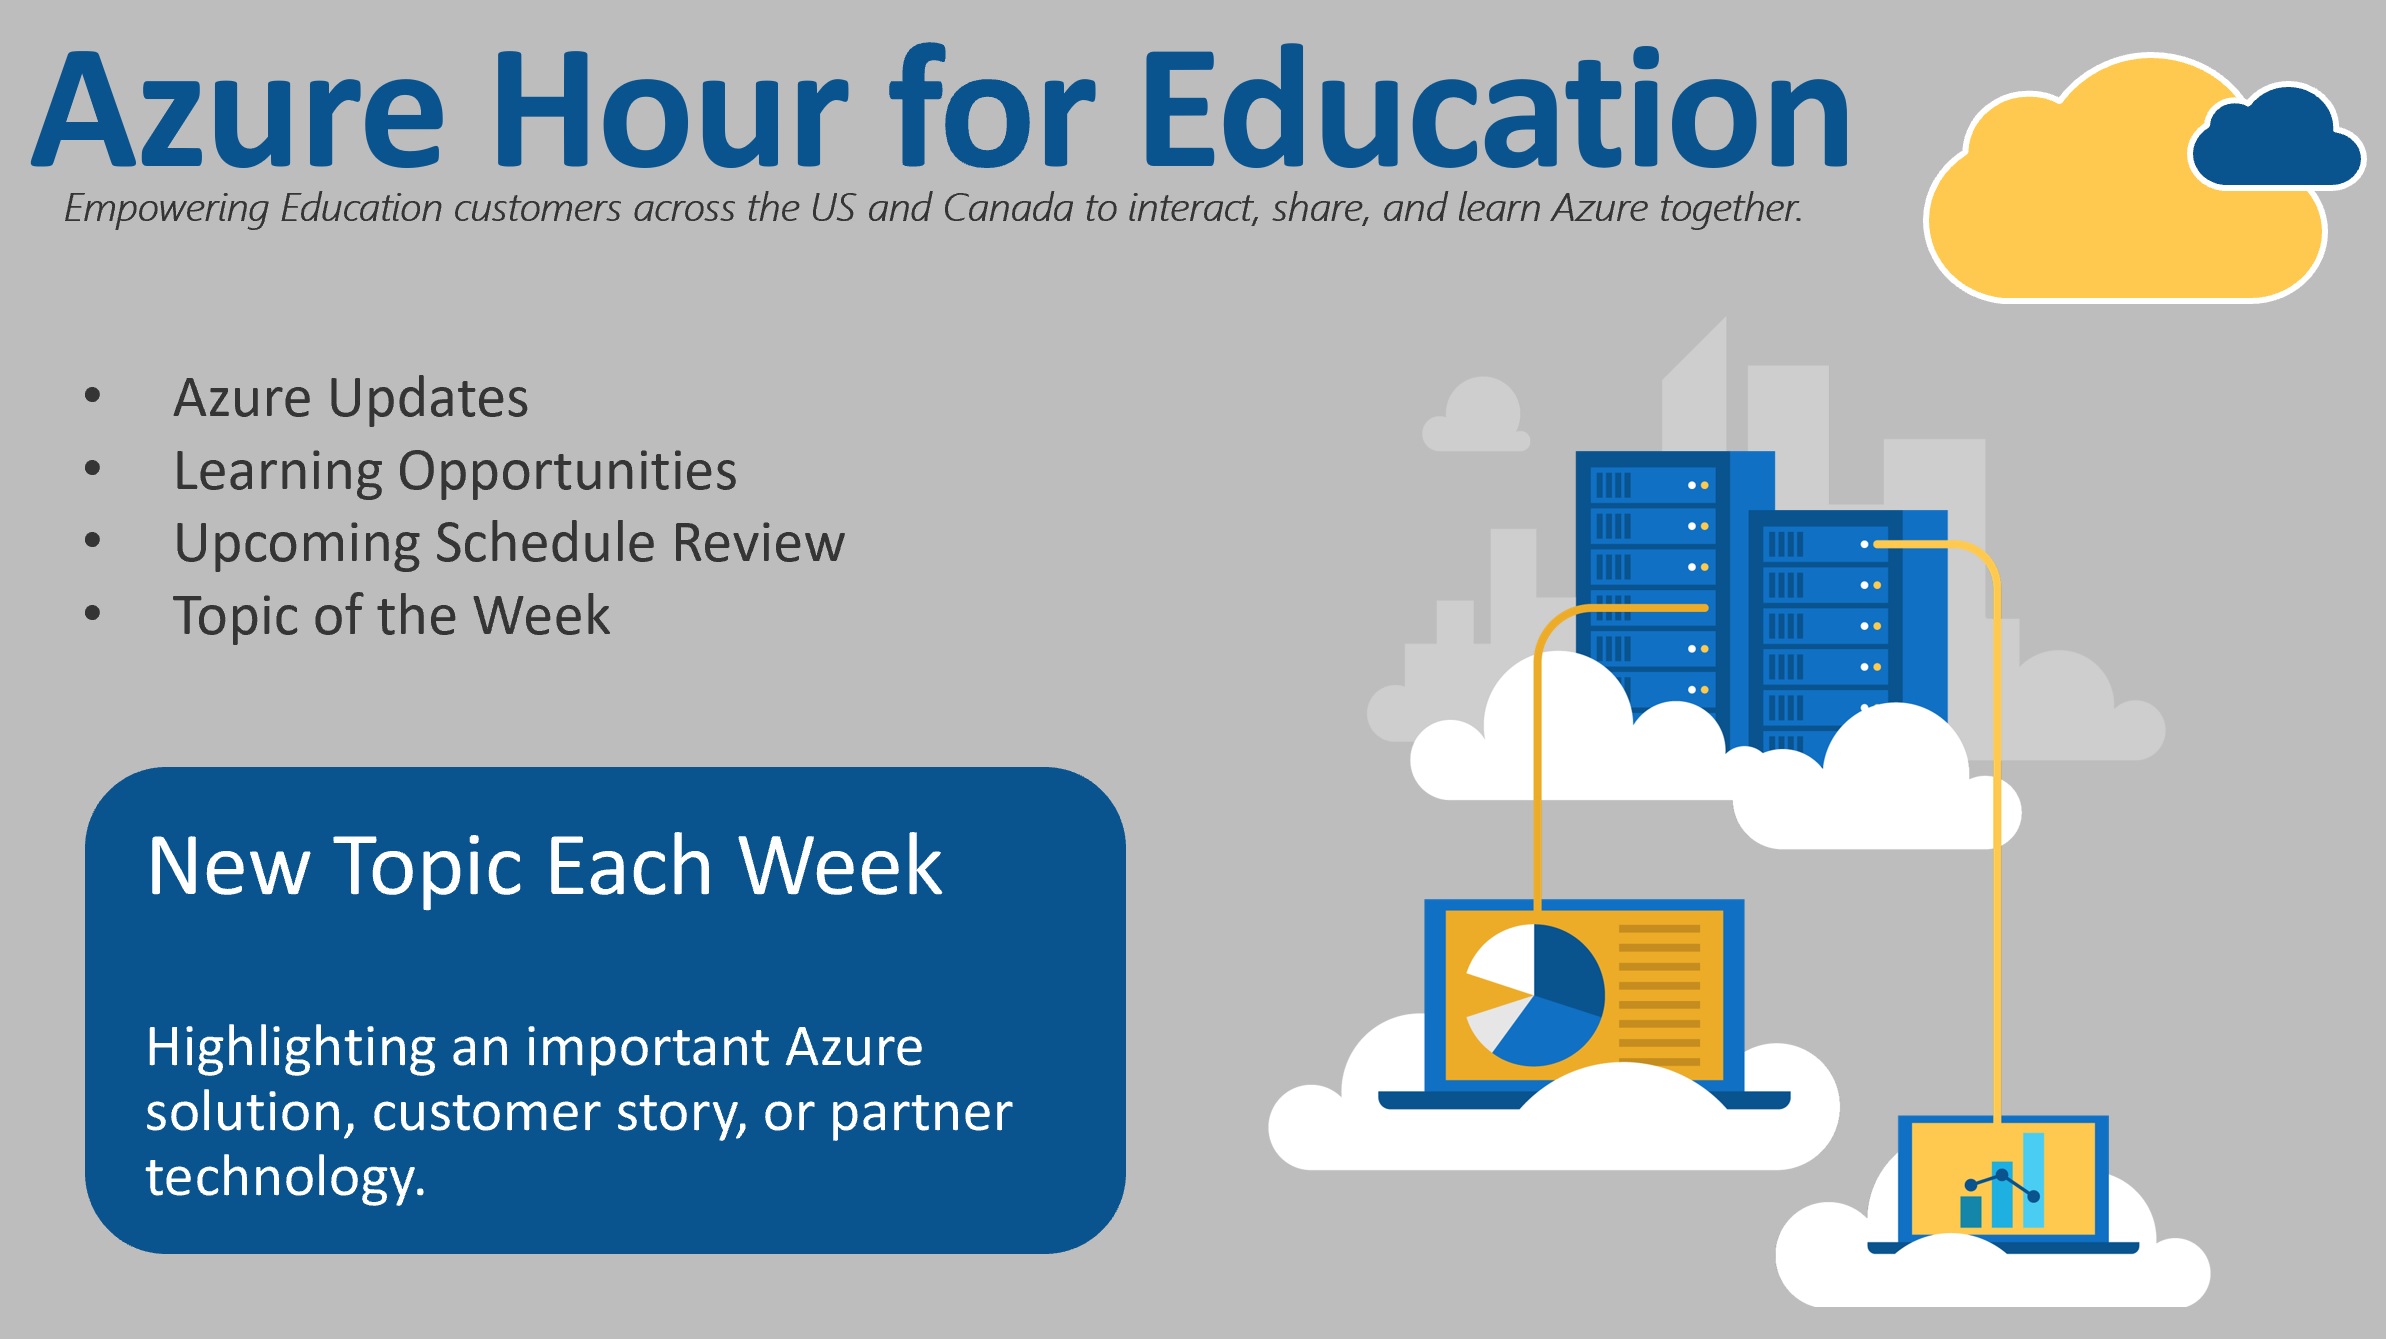 Azure Hour for Education
Empowering Education customers across the US and Canada to interact, share, and learn Azure together.
• Azure Updates
• Learning Opportunities
• Upcoming Schedule Review
• Topic of the Week
New Topic Each Week
Highlighting an important Azure
solution, customer story, or partner
technology.